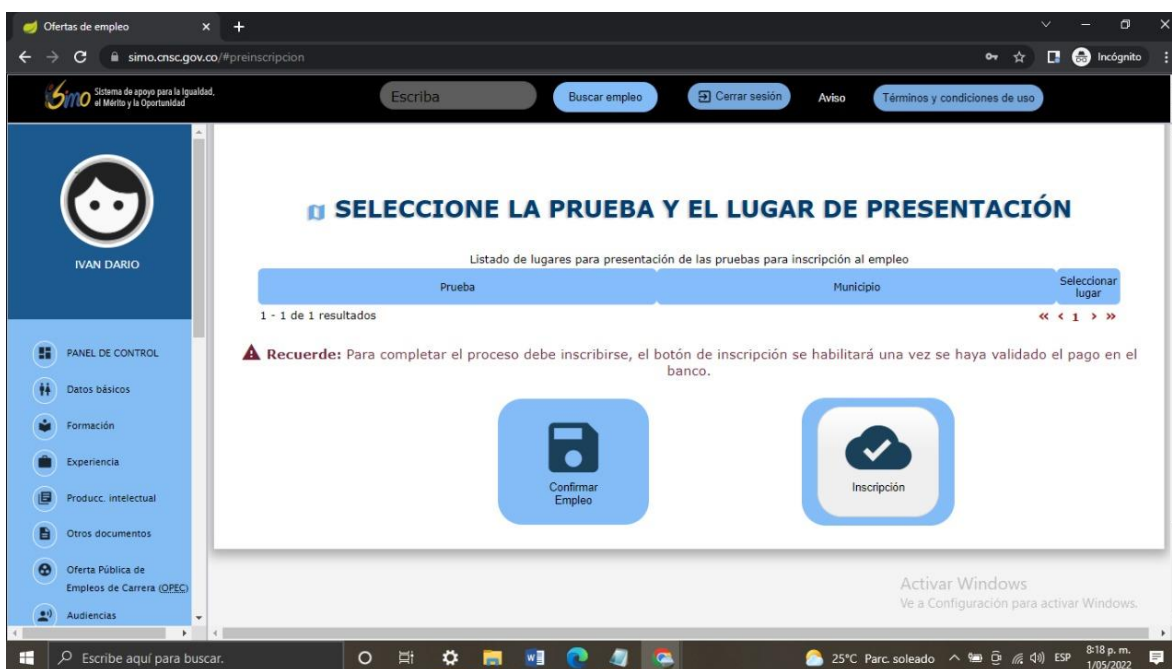 Ofertas de empleo
simo.cnsc.gov.co/#preinscripcion
Incógnito
Simo Sistema de apoyo para la Igualdad,
el Mérito y la Oportunidad
Escriba
Buscar empleo
Cerrar sesión
Aviso
Términos y condiciones de uso
IVAN DARIO
PANEL DE CONTROL
Datos básicos
Formación
Experiencia
Producc. intelectual
Otros documentos
Oferta Pública de
Empleos de Carrera (OPEC)
Audiencias
SELECCIONE LA PRUEBA Y EL LUGAR DE PRESENTACIÓN
Listado de lugares para presentación de las pruebas para inscripción al empleo
Prueba
Municipio
Seleccionar
lugar
1 - 1 de 1 resultados
« ‹ 1 › »
Recuerde: Para completar el proceso debe inscribirse, el botón de inscripción se habilitará una vez se haya validado el pago en el
banco.
Confirmar
Empleo
Inscripción
Activar Windows
Ve a Configuración para activar Windows.
Escribe aquí para buscar.
25°C Parc. soleado
ESP
8:18 p. m.
1/05/2022